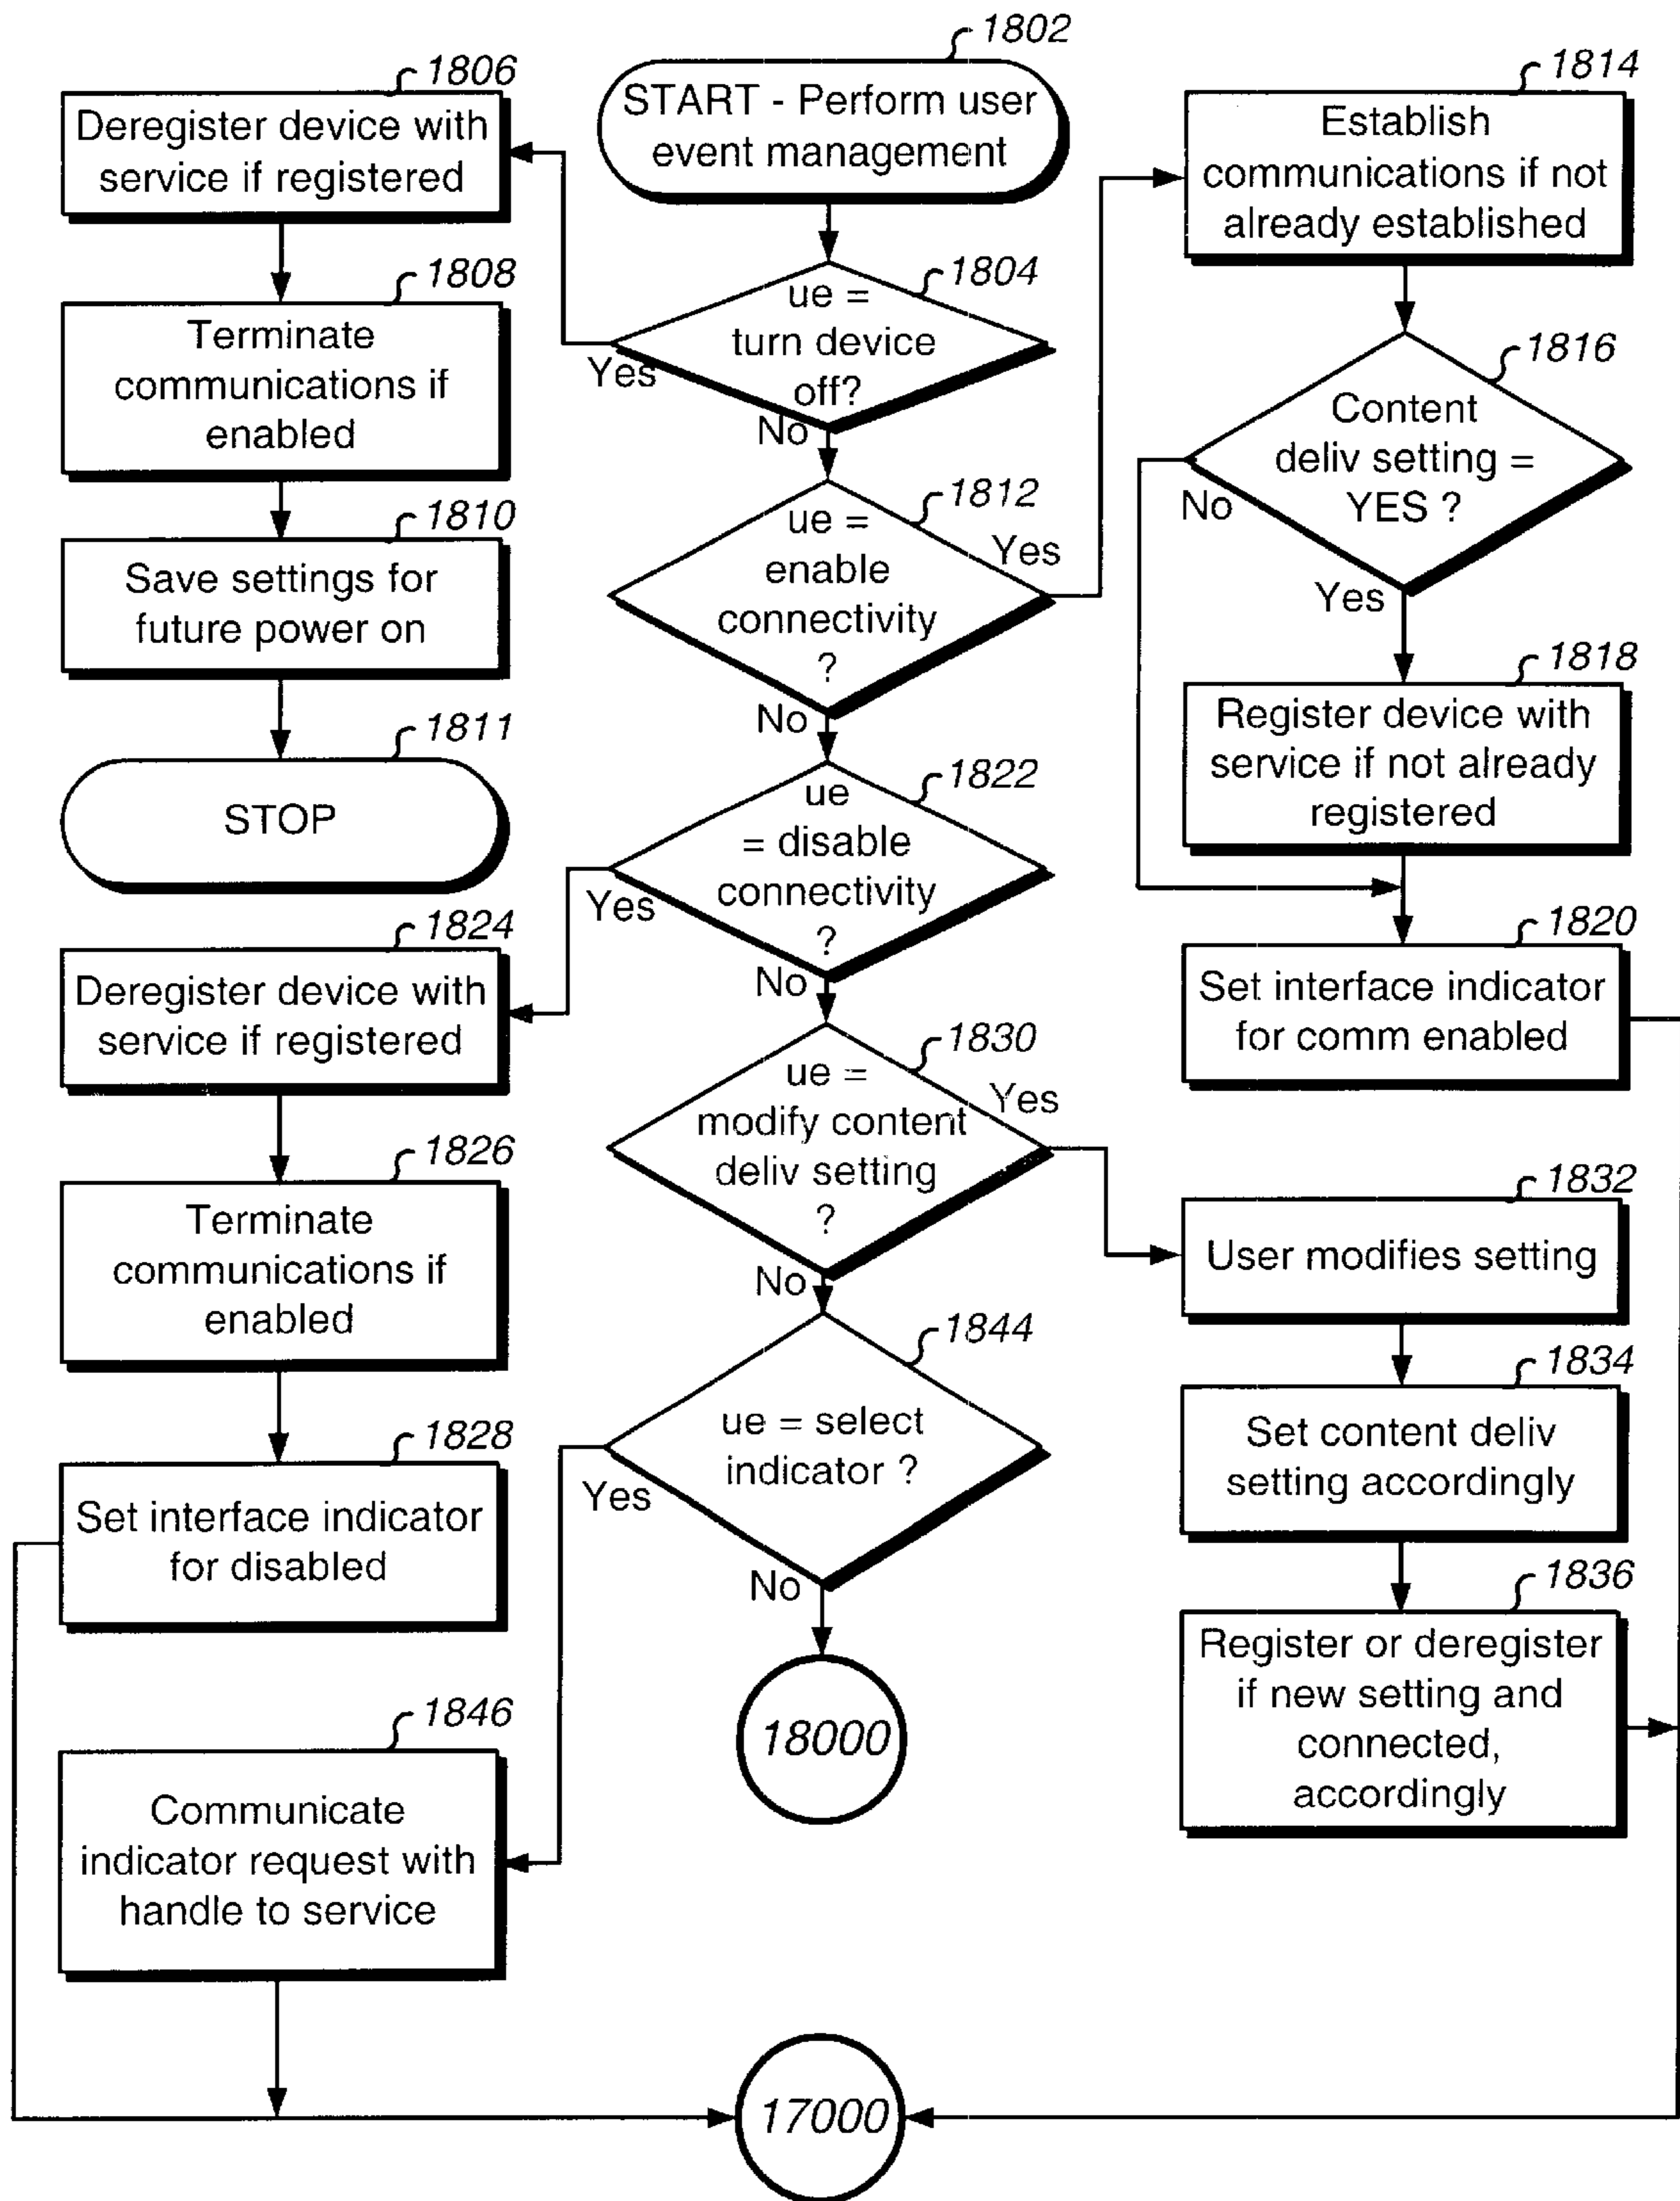 1802
START - Perform user
event management
1804
ue =
turn device
off?
Yes
No
1806
Deregister device with
service if registered
1808
Terminate
communications if
enabled
1810
Save settings for
future power on
1811
STOP
1812
ue =
enable
connectivity
?
Yes
No
1814
Establish
communications if not
already established
1816
Content
deliv setting =
YES ?
No
Yes
1818
Register device with
service if not already
registered
1820
Set interface indicator
for comm enabled
1822
ue
= disable
connectivity
?
Yes
No
1824
Deregister device with
service if registered
1826
Terminate
communications if
enabled
1828
Set interface indicator
for disabled
1830
ue =
modify content
deliv setting
?
Yes
No
1832
User modifies setting
1834
Set content deliv
setting accordingly
1836
Register or deregister
if new setting and
connected,
accordingly
1844
ue = select
indicator ?
Yes
No
1846
Communicate
indicator request with
handle to service
18000
17000